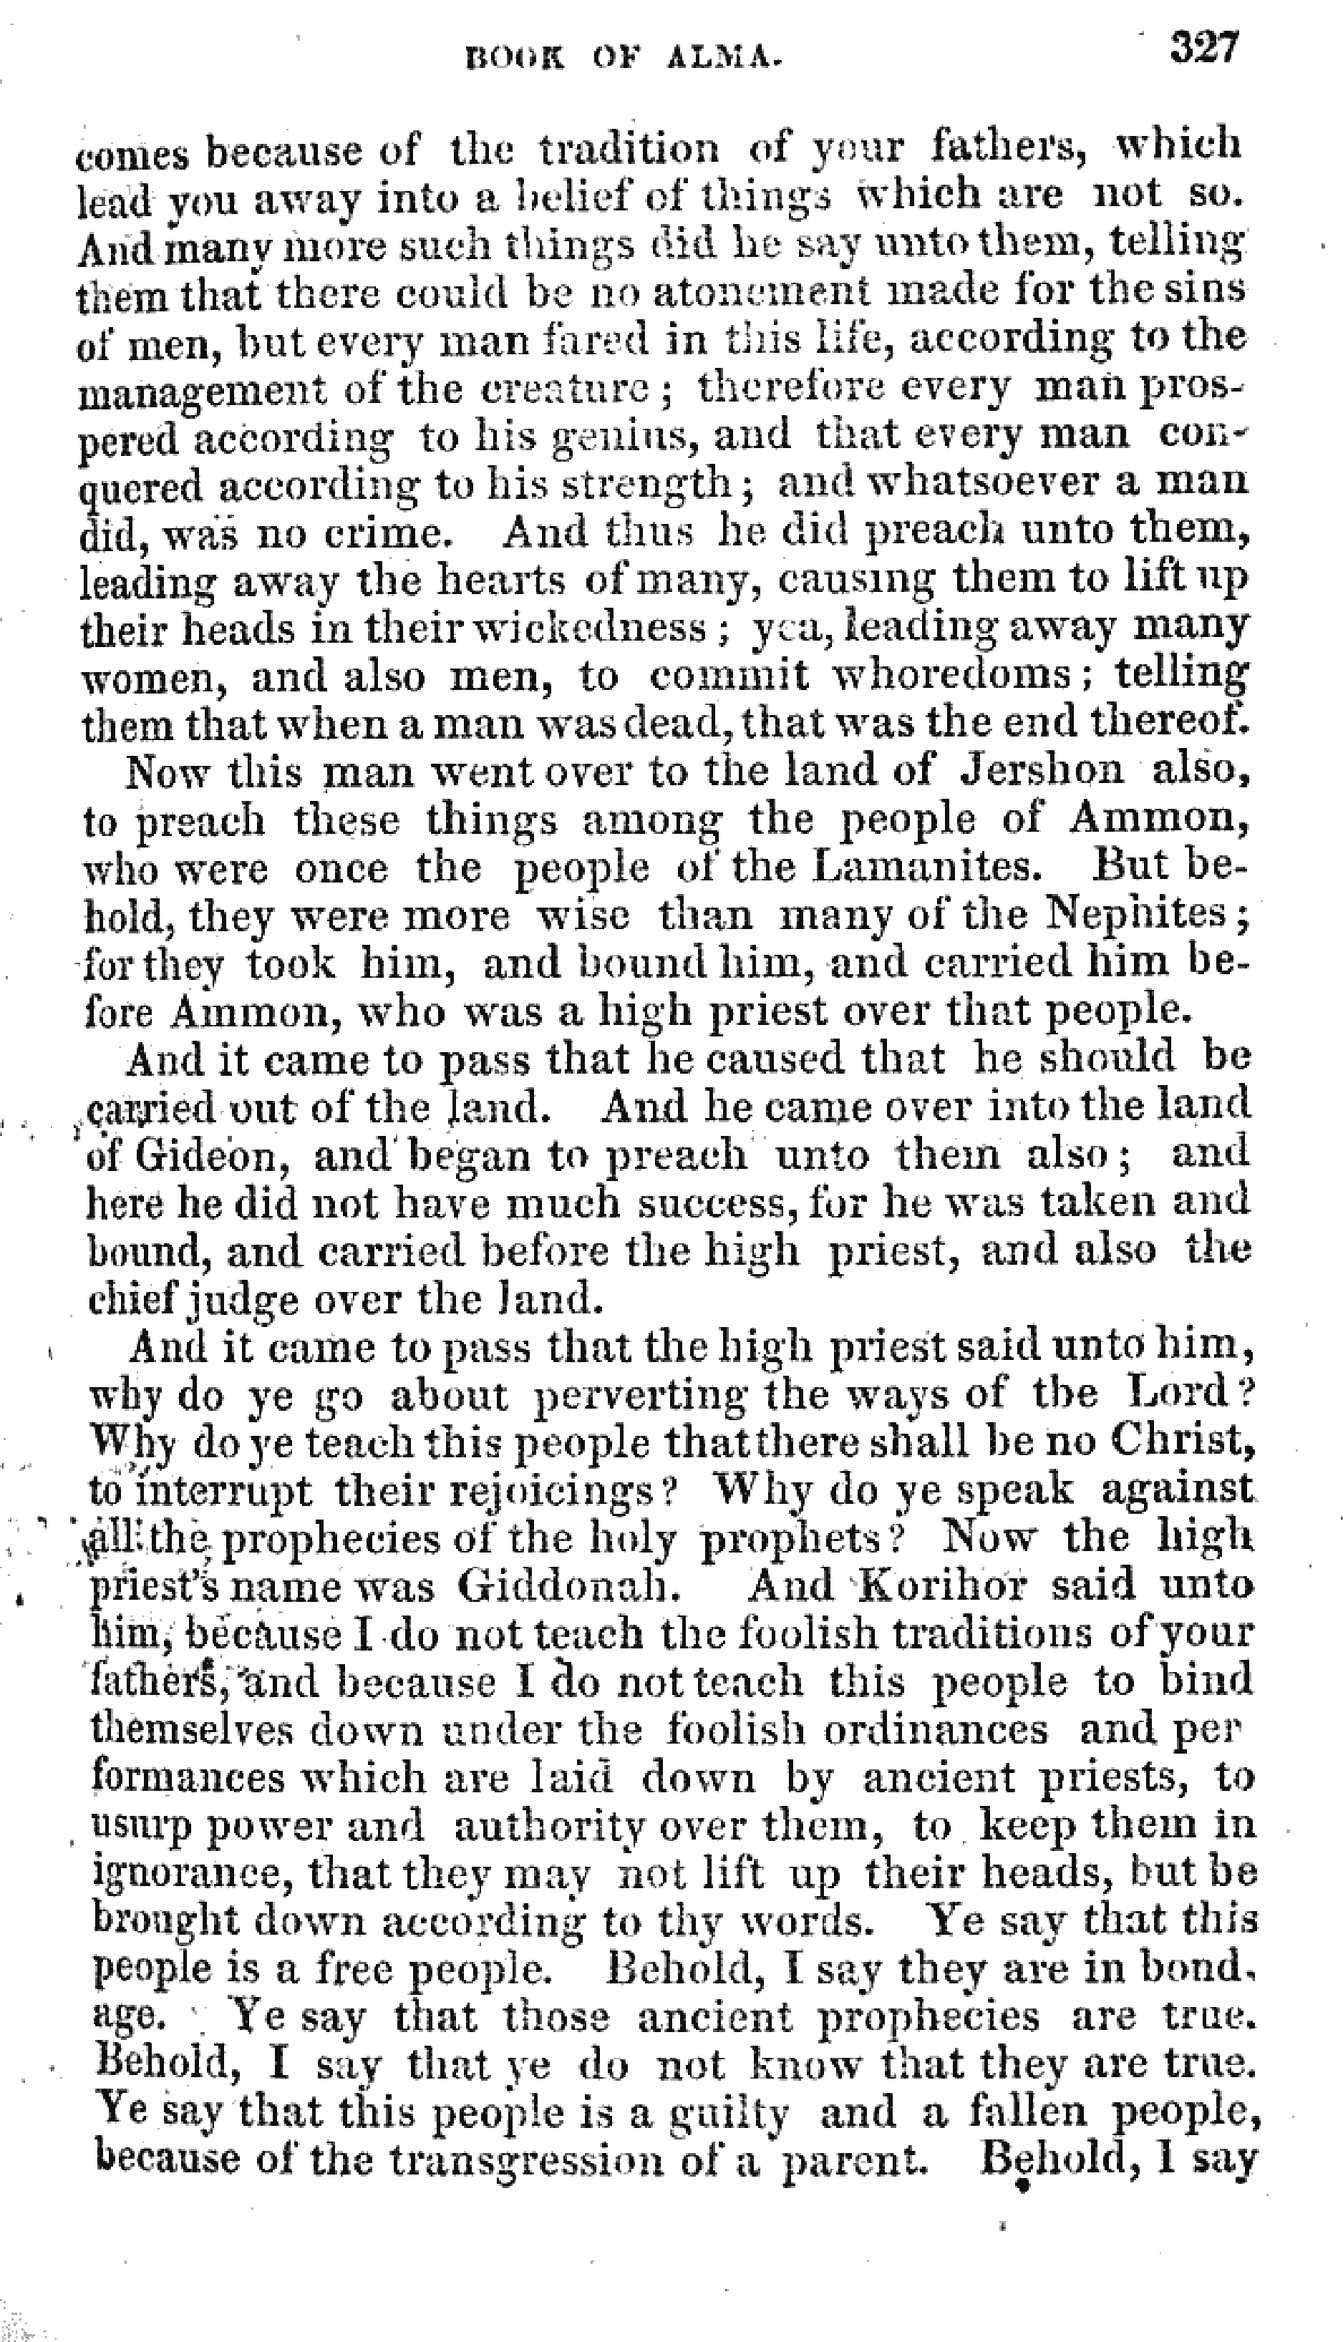 BOOK OF ALMA. 327
comes because of the tradition of your fathers, which
lead you away into a belief of things which are not so.
And many more such things did he say unto them, telling
them that there could be no atonement made for the sins
of men, but every man fared in this life, according to the
management of the creature; therefore every man pros-
pered according to his genius, and that every man con-
quered according to his strength; and whatsoever a man
did, was no crime. And thus he did preach unto them,
leading away the hearts of many, causing them to lift up
their heads in their wickedness; yea, leading away many
women, and also men, to commit whoredoms; telling
them that when a man was dead, that was the end thereof.
Now this man went over to the land of Jershon also,
to preach these things among the people of Ammon,
who were once the people of the Lamanites. But be-
hold, they were more wise than many of the Nephites;
for they took him, and bound him, and carried him be-
fore Ammon, who was a high priest over that people.
And it came to pass that he caused that he should be
carried out of the land. And he came over into the land
of Gideon, and began to preach unto them also; and
here he did not have much success, for he was taken and
bound, and carried before the high priest, and also the
chief judge over the land.
And it came to pass that the high priest said unto him,
why do ye go about perverting the ways of the Lord?
Why do ye teach this people that there shall be no Christ,
to interrupt their rejoicings? Why do ye speak against
all the prophecies of the holy prophets? Now the high
priest's name was Giddonah. And Korihor said unto
him, because I do not teach the foolish traditions of your
fathers, and because I do not teach this people to bind
themselves down under the foolish ordinances and per
formances which are laid down by ancient priests, to
usurp power and authority over them, to keep them in
ignorance, that they may not lift up their heads, but be
brought down according to thy words. Ye say that this
people is a free people. Behold, I say they are in bond-
age. Ye say that those ancient prophecies are true.
Behold, I say that ye do not know that they are true.
Ye say that this people is a guilty and a fallen people,
because of the transgression of a parent. Behold, I say